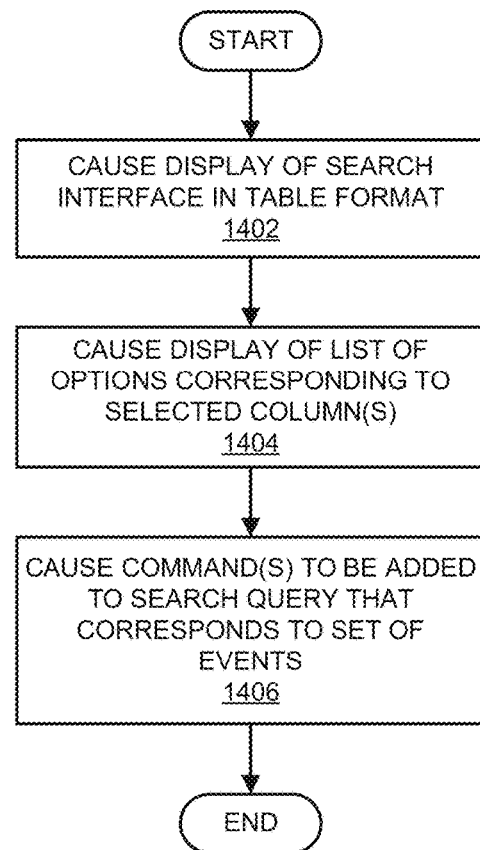 START
CAUSE DISPLAY OF SEARCH
INTERFACE IN TABLE FORMAT
1402
CAUSE DISPLAY OF LIST OF
OPTIONS CORRESPONDING TO
SELECTED COLUMN(S)
1404
CAUSE COMMAND(S) TO BE ADDED
TO SEARCH QUERY THAT
CORRESPONDS TO SET OF
EVENTS
1406
END